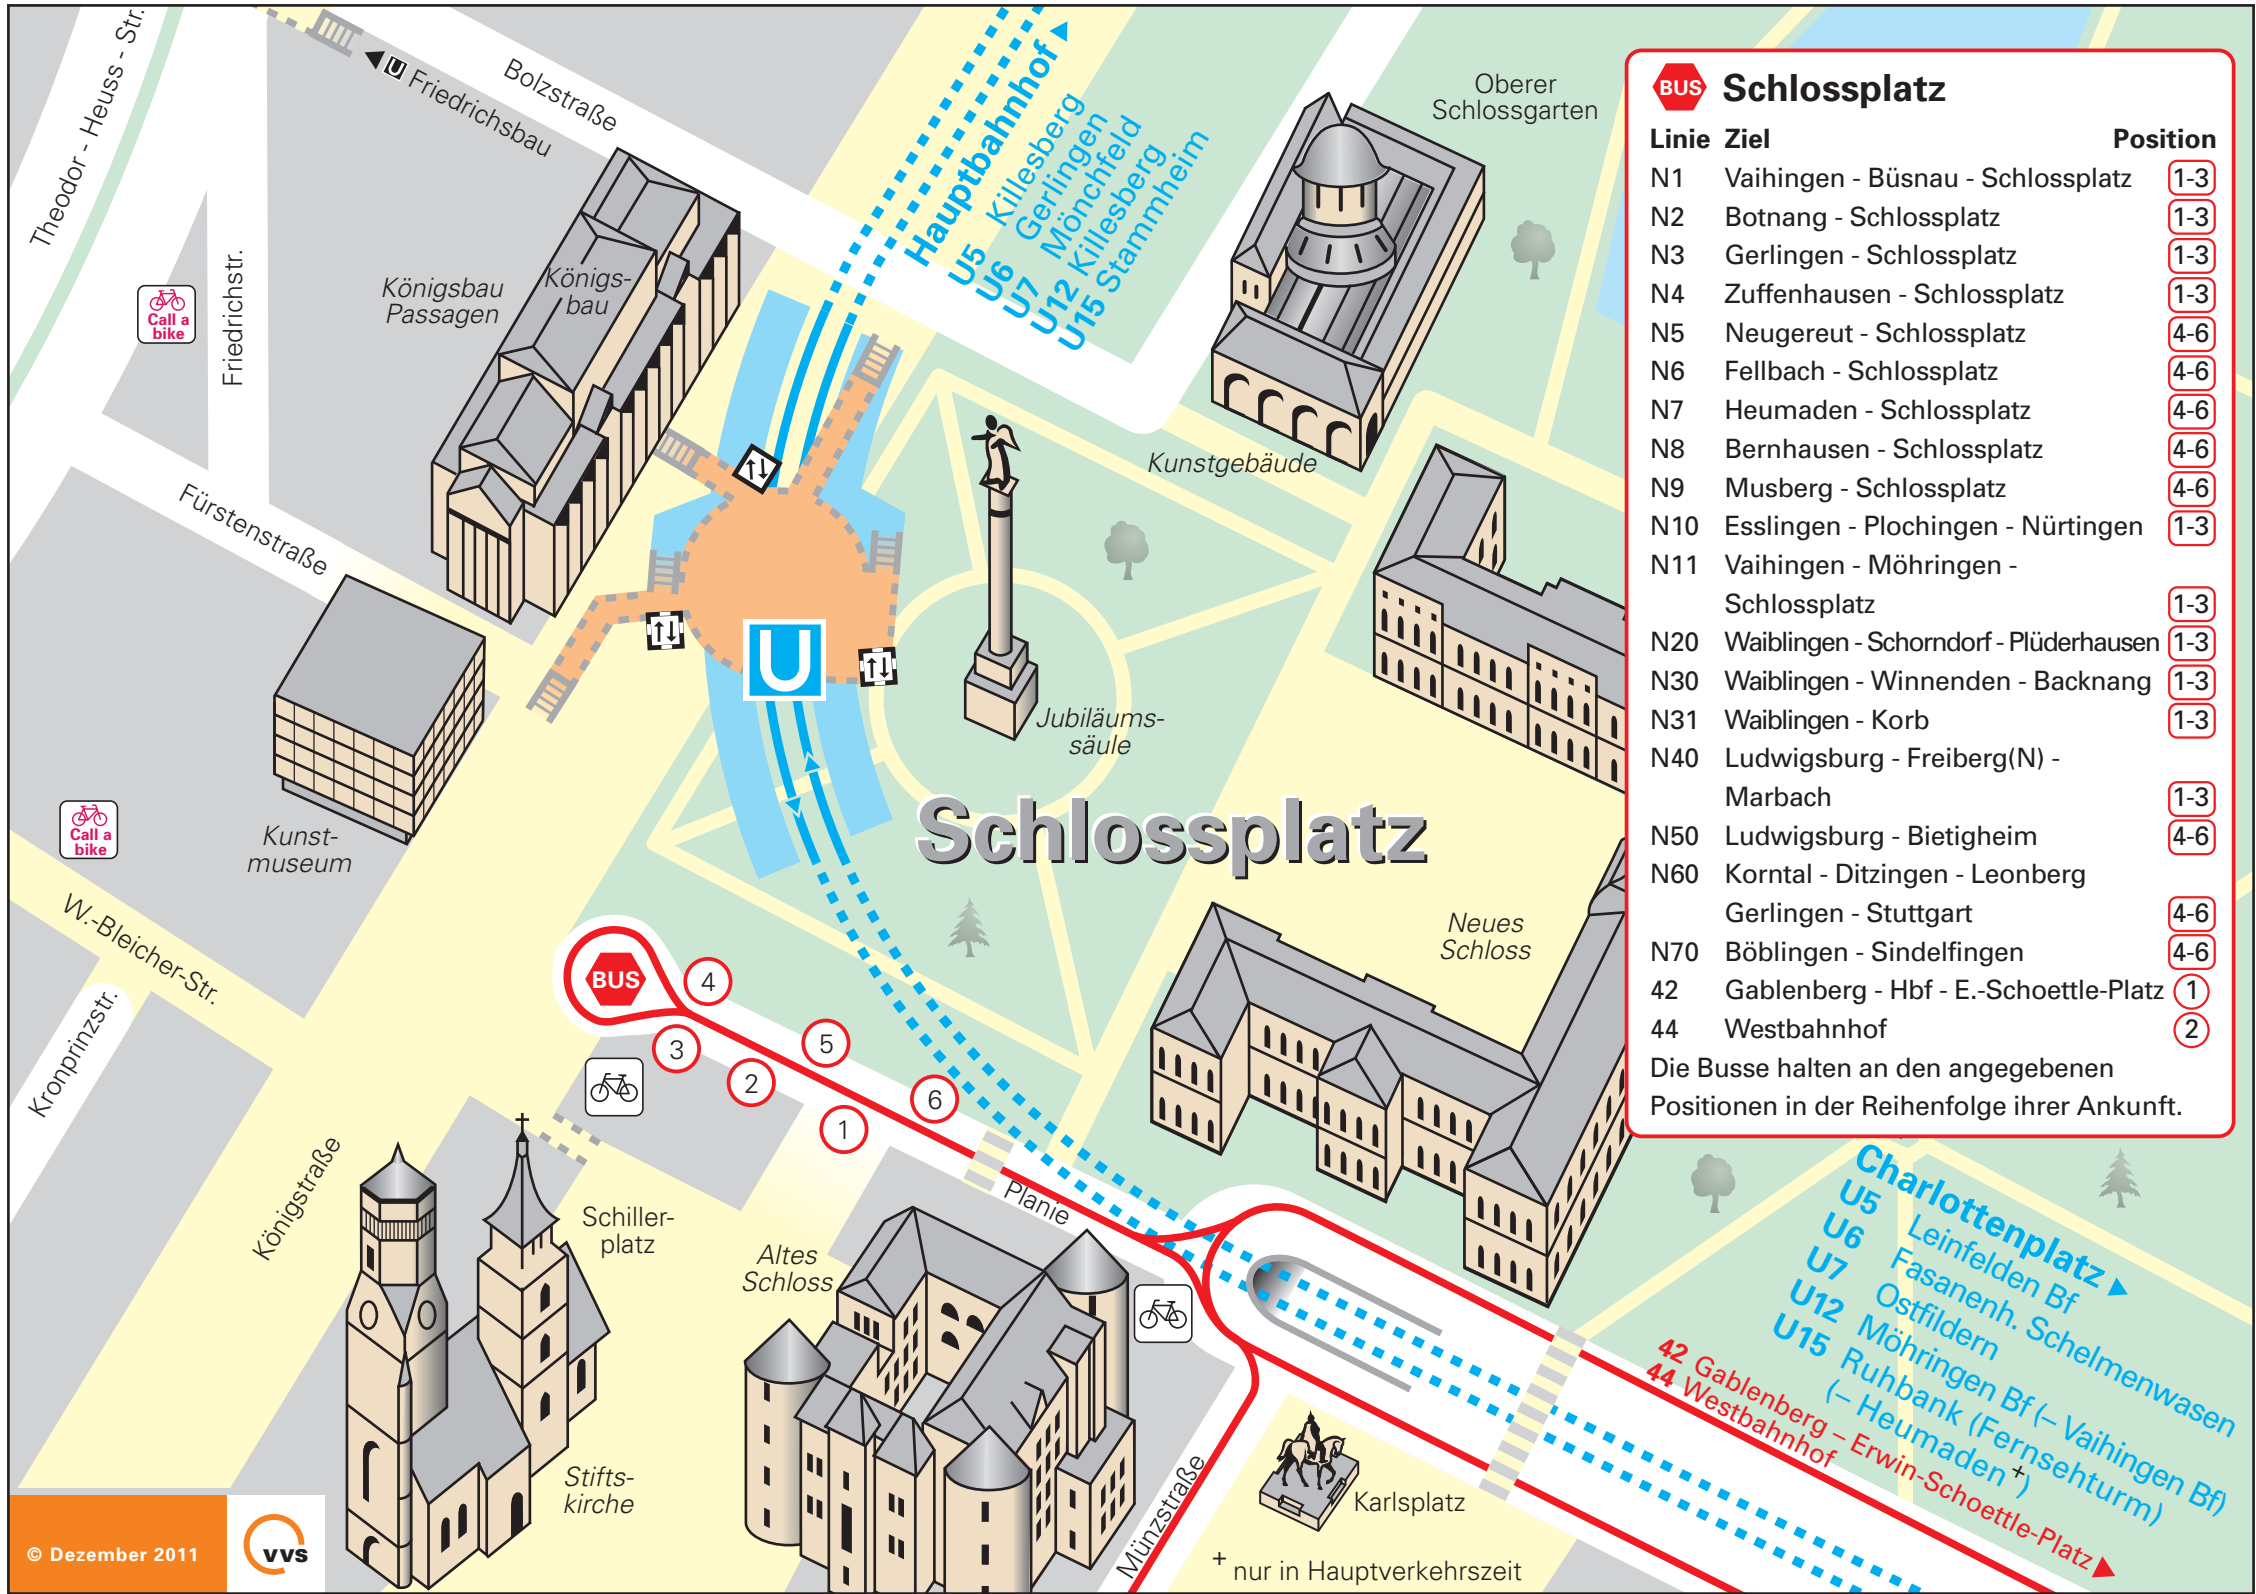 Theodor - Heuss - Str.
U Friedrichsbau
Bolzstraße
Hauptbahnhof
U5 Killesberg
U6 Gerlingen
U7 Mönchfeld
U12 Killesberg
U15 Stammheim
Oberer
Schlossgarten
Friedrichstr.
Call a
bike
Königsbau
Passagen
Königs-
bau
Kunstgebäude
Fürstenstraße
U
Jubiläums-
säule
Kunst-
museum
Call a
bike
Schlossplatz
W.-Bleicher-Str.
Kronprinzstr.
Neues
Schloss
BUS
4
3
5
2
6
1
Königstraße
Planie
Schiller-
platz
Altes
Schloss
Stifts-
kirche
Münzstraße
Karlsplatz
+ nur in Hauptverkehrszeit
BUS Schlossplatz
Linie Ziel Position
N1 Vaihingen - Büsnau - Schlossplatz 1-3
N2 Botnang - Schlossplatz 1-3
N3 Gerlingen - Schlossplatz 1-3
N4 Zuffenhausen - Schlossplatz 1-3
N5 Neugereut - Schlossplatz 4-6
N6 Fellbach - Schlossplatz 4-6
N7 Heumaden - Schlossplatz 4-6
N8 Bernhausen - Schlossplatz 4-6
N9 Musberg - Schlossplatz 4-6
N10 Esslingen - Plochingen - Nürtingen 1-3
N11 Vaihingen - Möhringen -
Schlossplatz 1-3
N20 Waiblingen - Schorndorf - Plüderhausen 1-3
N30 Waiblingen - Winnenden - Backnang 1-3
N31 Waiblingen - Korb 1-3
N40 Ludwigsburg - Freiberg(N) -
Marbach 1-3
N50 Ludwigsburg - Bietigheim 4-6
N60 Korntal - Ditzingen - Leonberg
Gerlingen - Stuttgart 4-6
N70 Böblingen - Sindelfingen 4-6
42 Gablenberg - Hbf - E.-Schoettle-Platz 1
44 Westbahnhof 2
Die Busse halten an den angegebenen
Positionen in der Reihenfolge ihrer Ankunft.
Charlottenplatz
U5 Leinfelden Bf
U6 Fasanenh. Schelmenwasen
U7 Ostfildern
U12 Möhringen Bf (– Vaihingen Bf)
U15 Ruhbank (Fernsehturm)
(– Heumaden +)
42 Gablenberg – Erwin-Schoettle-Platz
44 Westbahnhof
© Dezember 2011
vvs